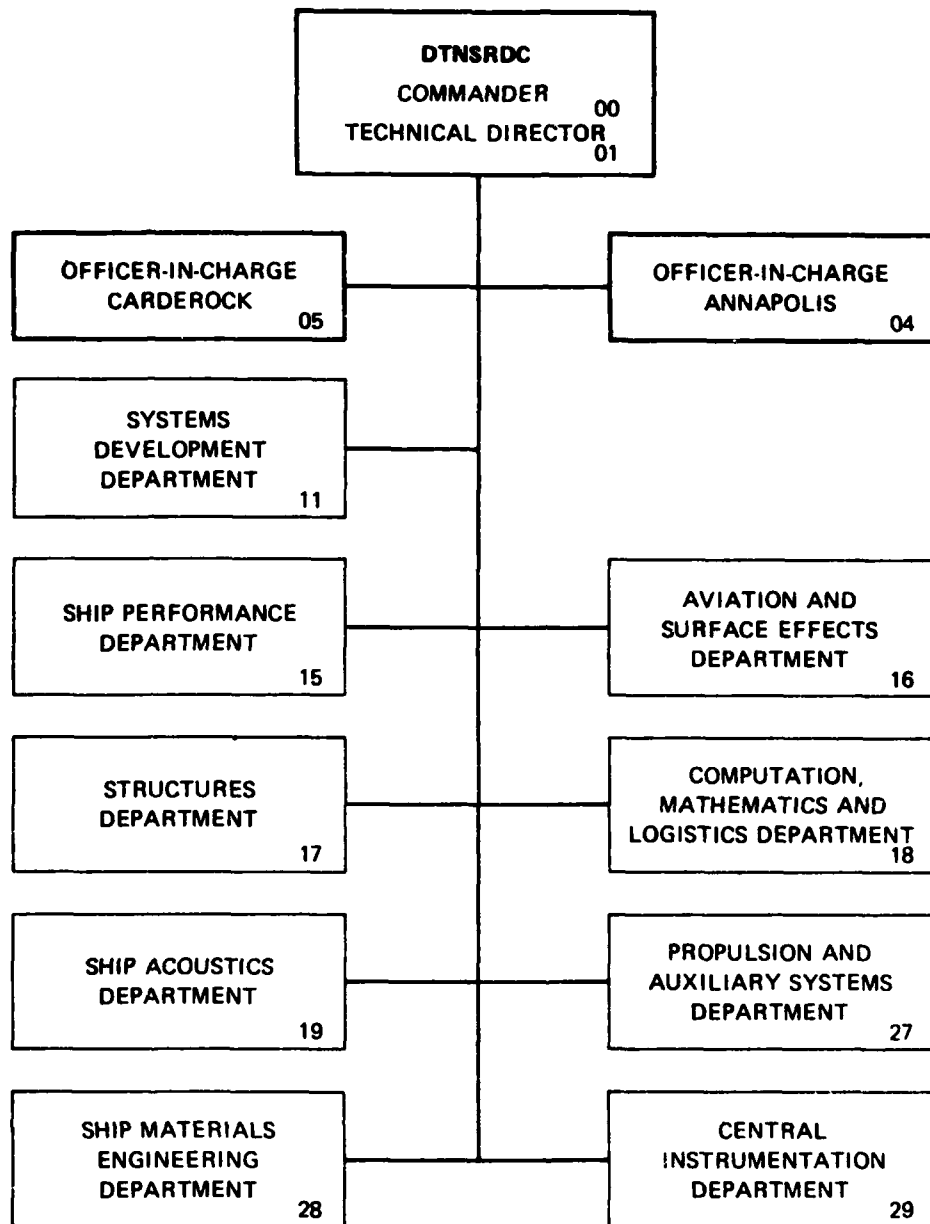 DTNSRDC
COMMANDER 00
TECHNICAL DIRECTOR 01
OFFICER-IN-CHARGE
CARDEROCK
05
OFFICER-IN-CHARGE
ANNAPOLIS
04
SYSTEMS
DEVELOPMENT
DEPARTMENT
11
SHIP PERFORMANCE
DEPARTMENT
15
AVIATION AND
SURFACE EFFECTS
DEPARTMENT
16
STRUCTURES
DEPARTMENT
17
COMPUTATION,
MATHEMATICS AND
LOGISTICS DEPARTMENT
18
SHIP ACOUSTICS
DEPARTMENT
19
PROPULSION AND
AUXILIARY SYSTEMS
DEPARTMENT
27
SHIP MATERIALS
ENGINEERING
DEPARTMENT
28
CENTRAL
INSTRUMENTATION
DEPARTMENT
29